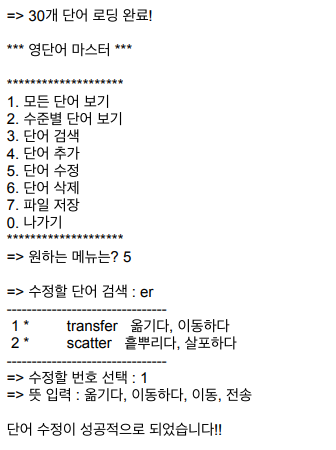 => 30개 단어 로딩 완료!
*** 영단어 마스터 ***
********************
1. 모든 단어 보기
2. 수준별 단어 보기
3. 단어 검색
4. 단어 추가
5. 단어 수정
6. 단어 삭제
7. 파일 저장
0. 나가기
********************
=> 원하는 메뉴는? 5
=> 수정할 단어 검색 : er
--------------------------------
1 * transfer 옮기다, 이동하다
2 * scatter 흩뿌리다, 살포하다
--------------------------------
=> 수정할 번호 선택 : 1
=> 뜻 입력 : 옮기다, 이동하다, 이동, 전송
단어 수정이 성공적으로 되었습니다!!